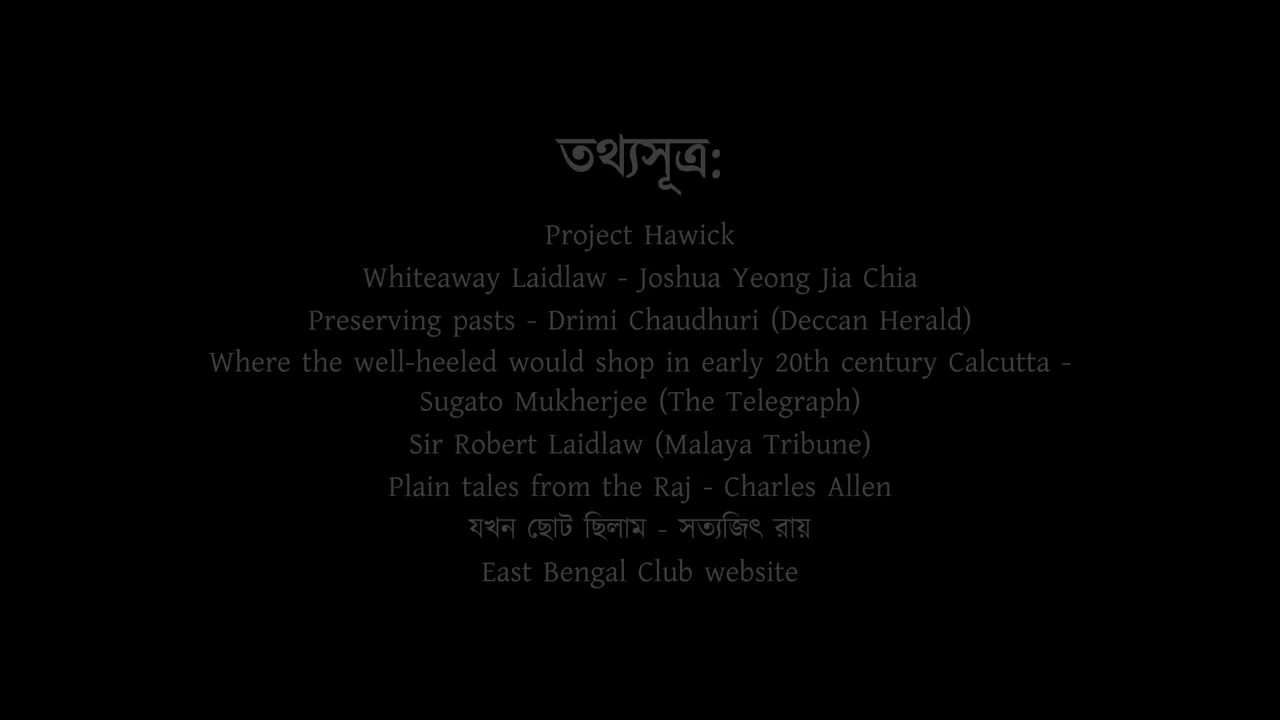 তথ্যসূত্র:
Project Hawick
Whiteaway Laidlaw - Joshua Yeong Jia Chia
Preserving pasts - Drimi Chaudhuri (Deccan Herald)
Where the well-heeled would shop in early 20th century Calcutta -
Sugato Mukherjee (The Telegraph)
Sir Robert Laidlaw (Malaya Tribune)
Plain tales from the Raj - Charles Allen
যখন ছোট ছিলাম - সত্যজিৎ রায়
East Bengal Club website